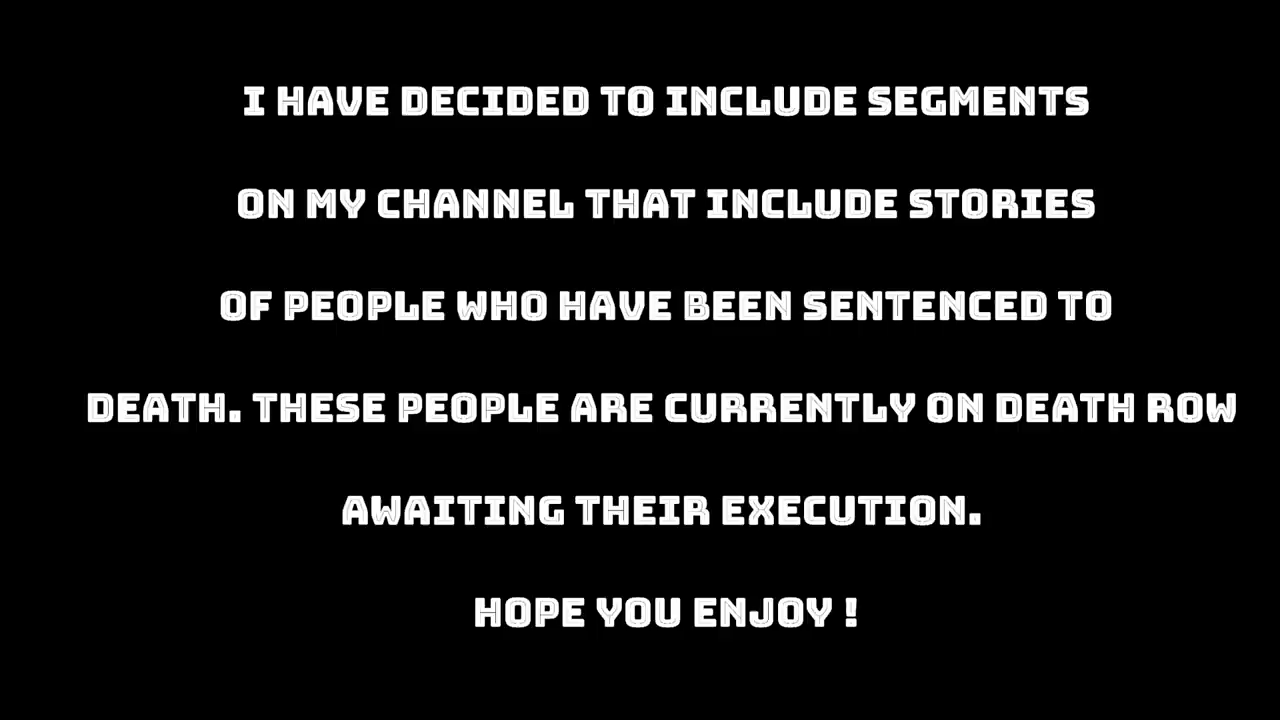 I HAVE DECIDED TO INCLUDE SEGMENTS
ON MY CHANNEL THAT INCLUDE STORIES
OF PEOPLE WHO HAVE BEEN SENTENCED TO
DEATH. THESE PEOPLE ARE CURRENTLY ON DEATH ROW
AWAITING THEIR EXECUTION.
HOPE YOU ENJOY !